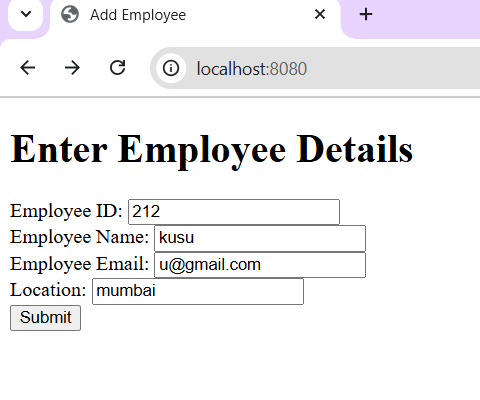 Add Employee
localhost:8080
Enter Employee Details
Employee ID: 212
Employee Name: kusu
Employee Email: u@gmail.com
Location: mumbai
Submit